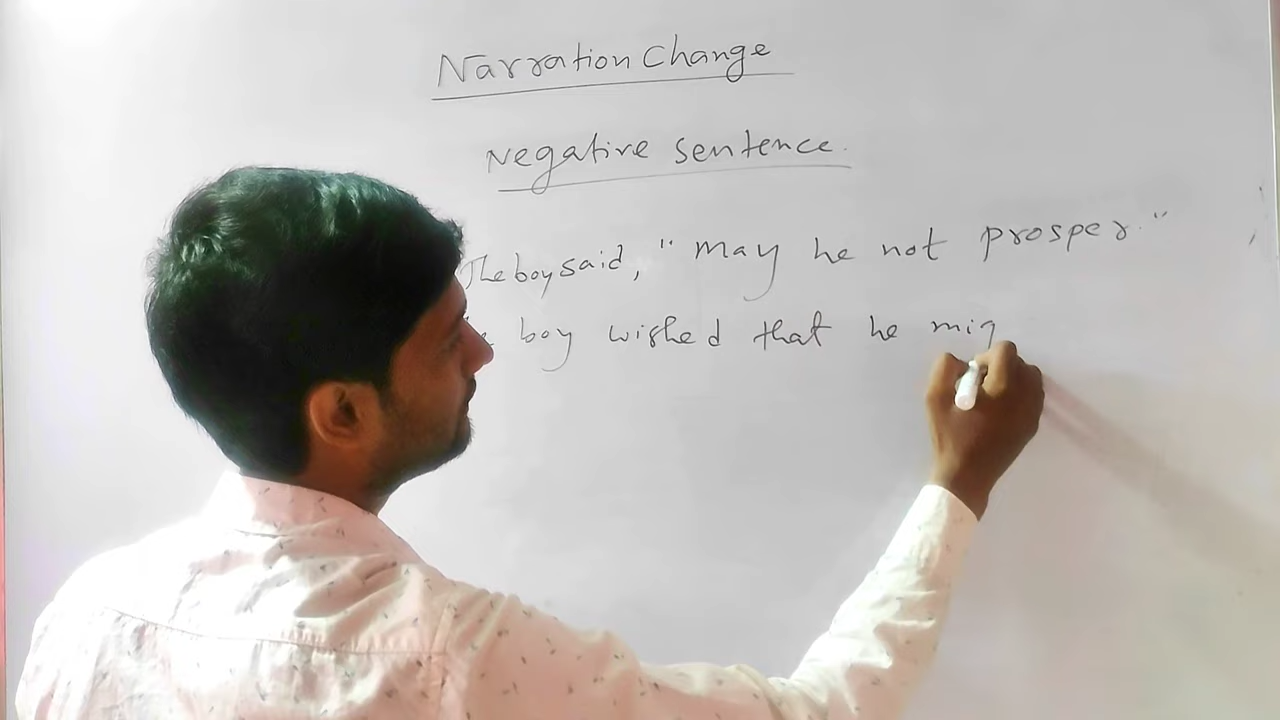 Narration Change
Negative sentence.
The boy said, "may he not prosper."
boy wished that he mig